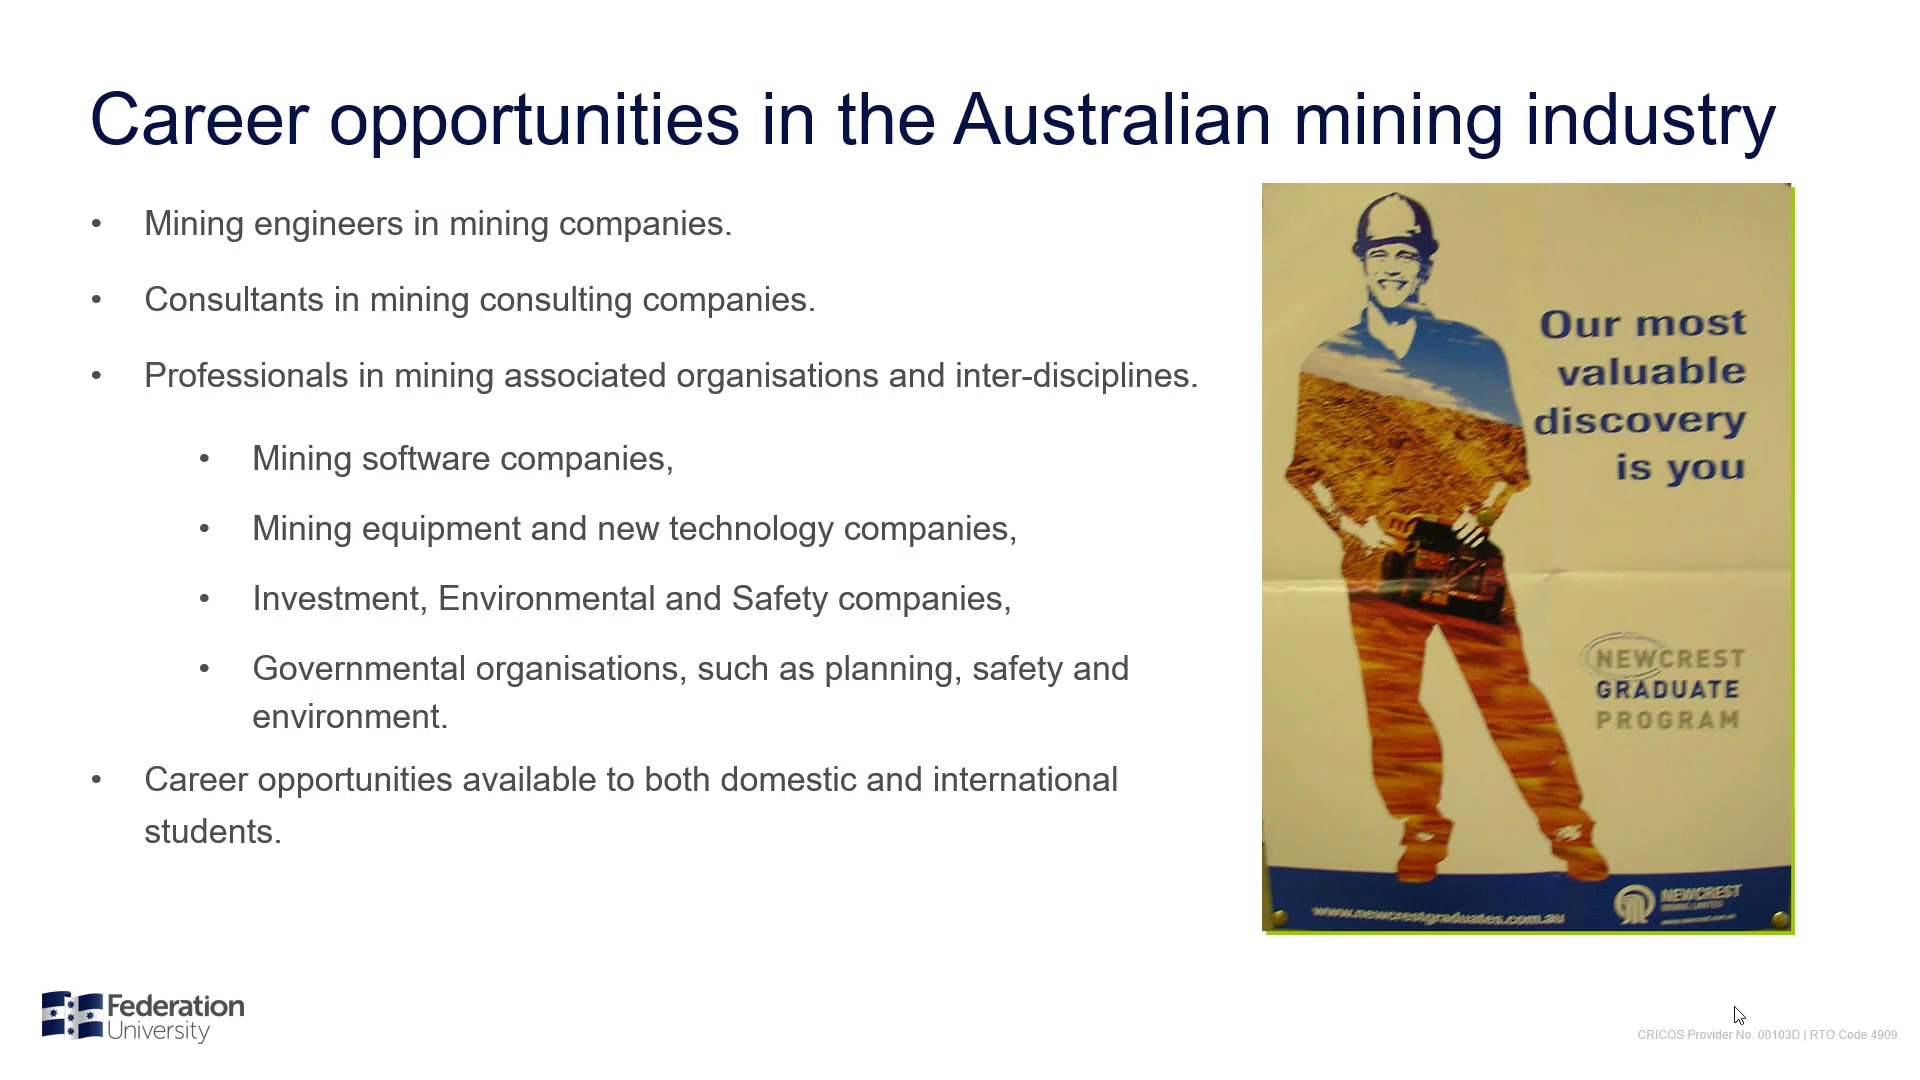 Career opportunities in the Australian mining industry
• Mining engineers in mining companies.
• Consultants in mining consulting companies.
• Professionals in mining associated organisations and inter-disciplines.
• Mining software companies,
• Mining equipment and new technology companies,
• Investment, Environmental and Safety companies,
• Governmental organisations, such as planning, safety and
environment.
• Career opportunities available to both domestic and international
students.
Our most
valuable
discovery
is you
NEWCREST
GRADUATE
PROGRAM
www.newcrestgraduates.com.au
NEWCREST
MINING LIMITED
Federation
University
CRICOS Provider No. 00103D | RTO Code 4909